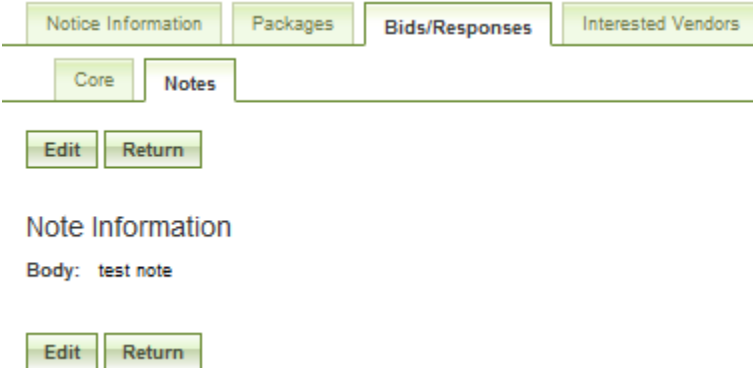 Notice Information Packages Bids/Responses Interested Vendors
Core Notes
Edit Return
Note Information
Body: test note
Edit Return